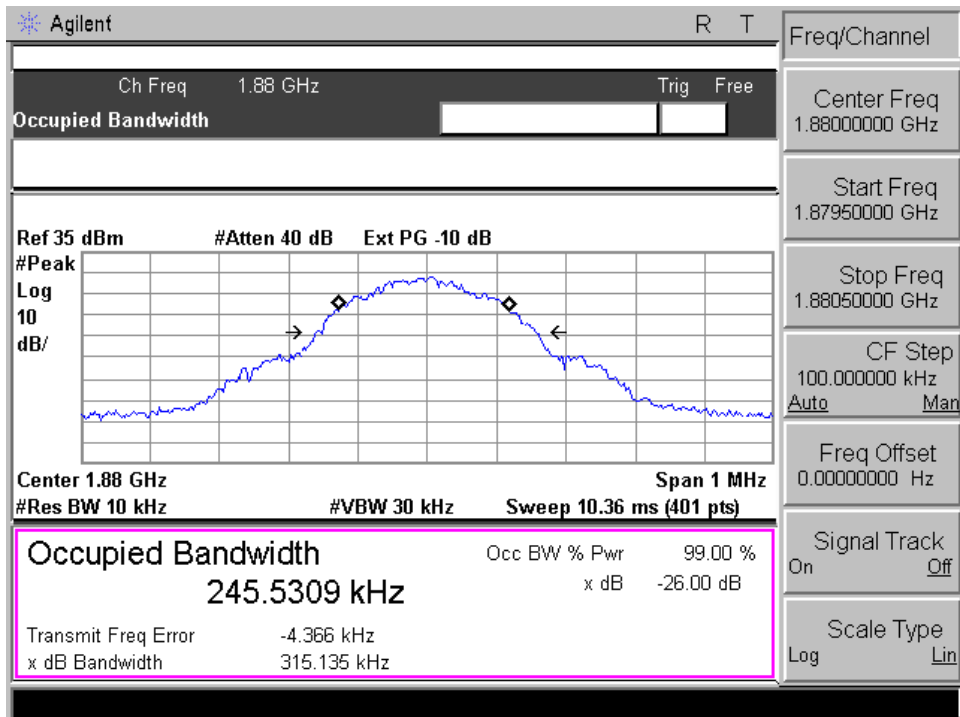 Agilent R T
Ch Freq 1.88 GHz Trig Free
Occupied Bandwidth
Ref 35 dBm #Atten 40 dB Ext PG -10 dB
#Peak
Log
10
dB/
Center 1.88 GHz Span 1 MHz
#Res BW 10 kHz #VBW 30 kHz Sweep 10.36 ms (401 pts)
Occupied Bandwidth Occ BW % Pwr 99.00 %
245.5309 kHz x dB -26.00 dB
Transmit Freq Error -4.366 kHz
x dB Bandwidth 315.135 kHz
Freq/Channel
Center Freq
1.88000000 GHz
Start Freq
1.87950000 GHz
Stop Freq
1.88050000 GHz
CF Step
100.000000 kHz
Auto Man
Freq Offset
0.00000000 Hz
Signal Track
On Off
Scale Type
Log Lin